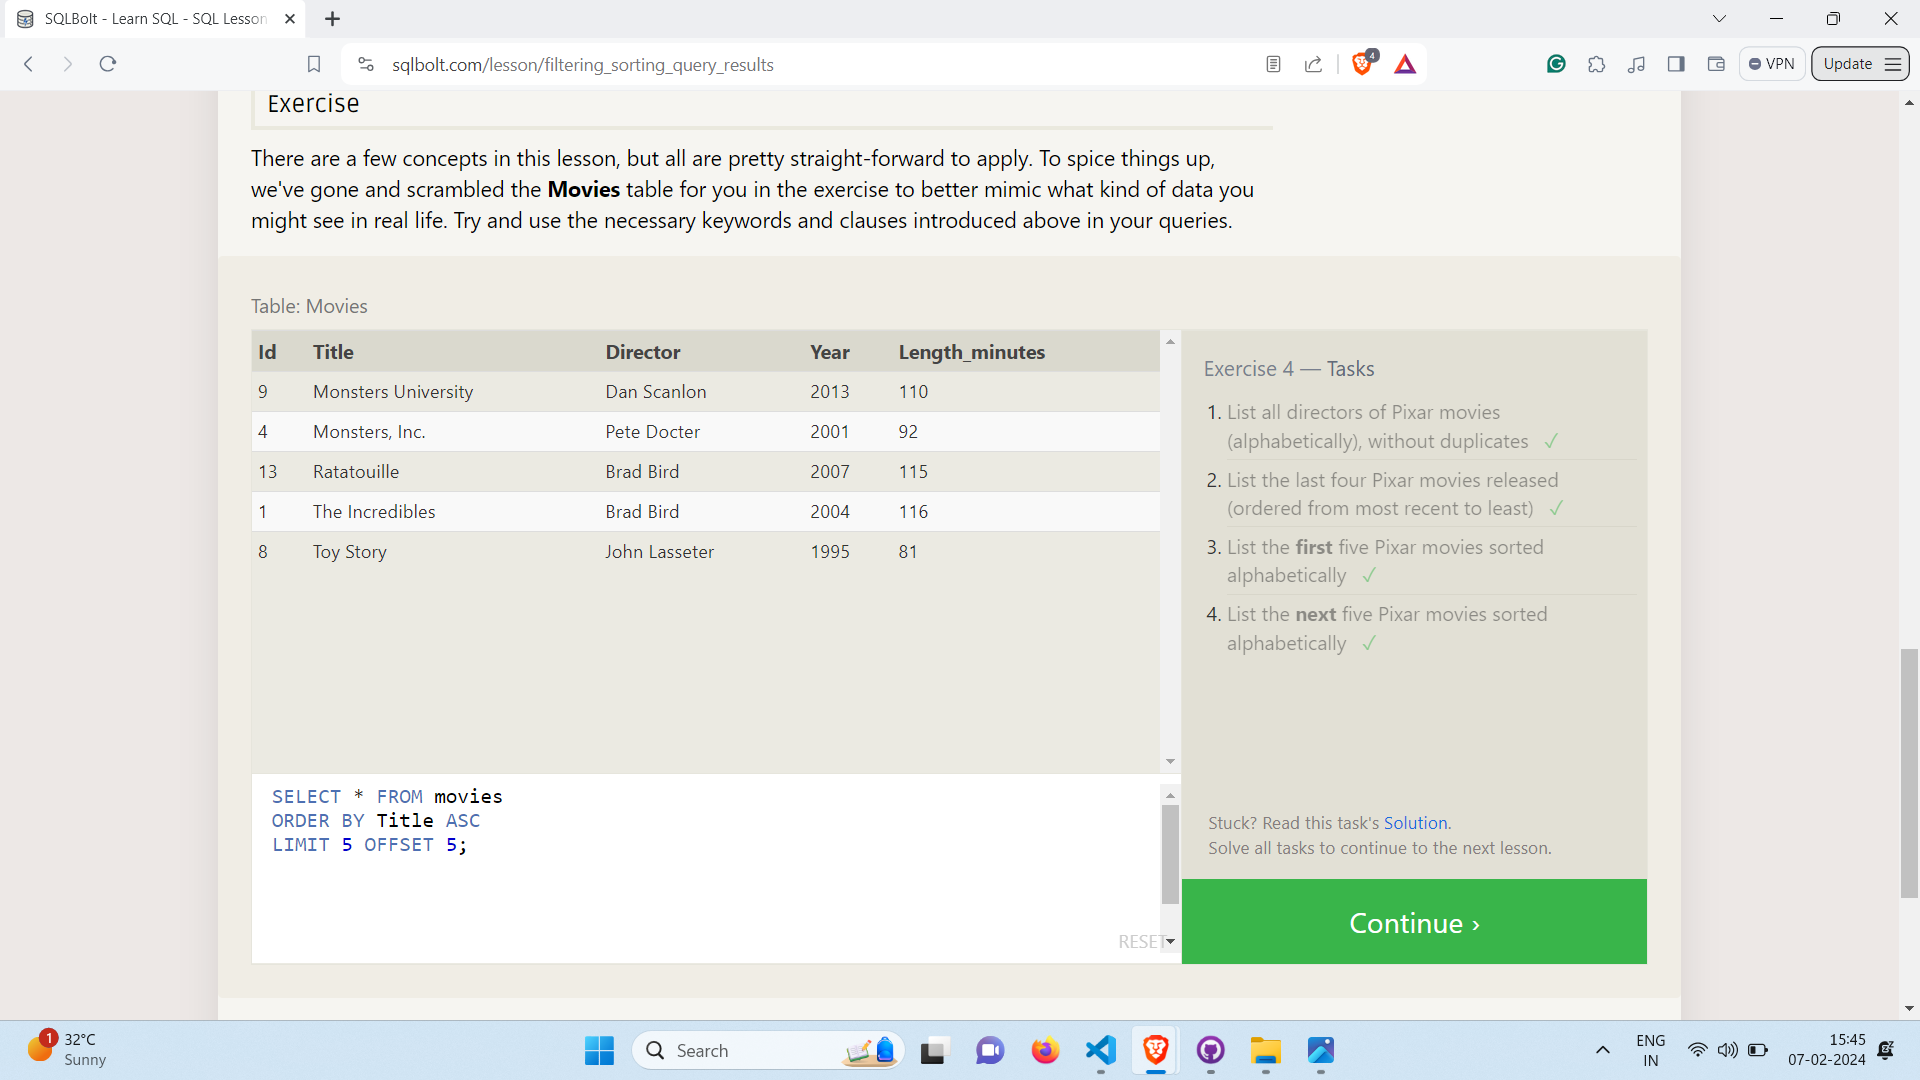 SQLBolt - Learn SQL - SQL Lesson
sqlbolt.com/lesson/filtering_sorting_query_results
4
VPN
Update
Exercise
There are a few concepts in this lesson, but all are pretty straight-forward to apply. To spice things up,
we've gone and scrambled the Movies table for you in the exercise to better mimic what kind of data you
might see in real life. Try and use the necessary keywords and clauses introduced above in your queries.
Table: Movies
Id Title Director Year Length_minutes
9 Monsters University Dan Scanlon 2013 110
4 Monsters, Inc. Pete Docter 2001 92
13 Ratatouille Brad Bird 2007 115
1 The Incredibles Brad Bird 2004 116
8 Toy Story John Lasseter 1995 81
SELECT * FROM movies
ORDER BY Title ASC
LIMIT 5 OFFSET 5;
RESET
Exercise 4 — Tasks
1. List all directors of Pixar movies
(alphabetically), without duplicates ✓
2. List the last four Pixar movies released
(ordered from most recent to least) ✓
3. List the first five Pixar movies sorted
alphabetically ✓
4. List the next five Pixar movies sorted
alphabetically ✓
Stuck? Read this task's Solution.
Solve all tasks to continue to the next lesson.
Continue ›
1
32°C
Sunny
Search
ENG
IN
15:45
07-02-2024